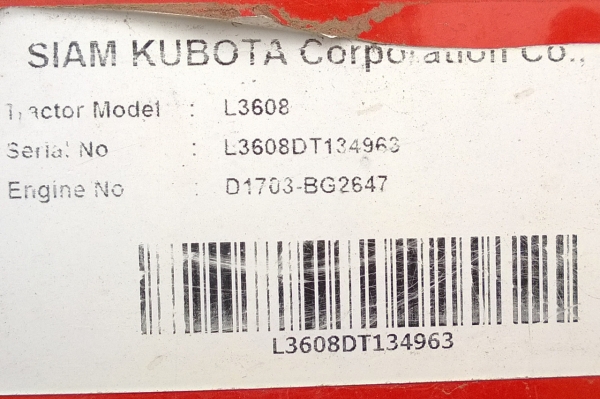 SIAM KUBOTA Corporation Co.,
Tractor Model : L3608
Serial No : L3608DT134963
Engine No : D1703-BG2647
L3608DT134963